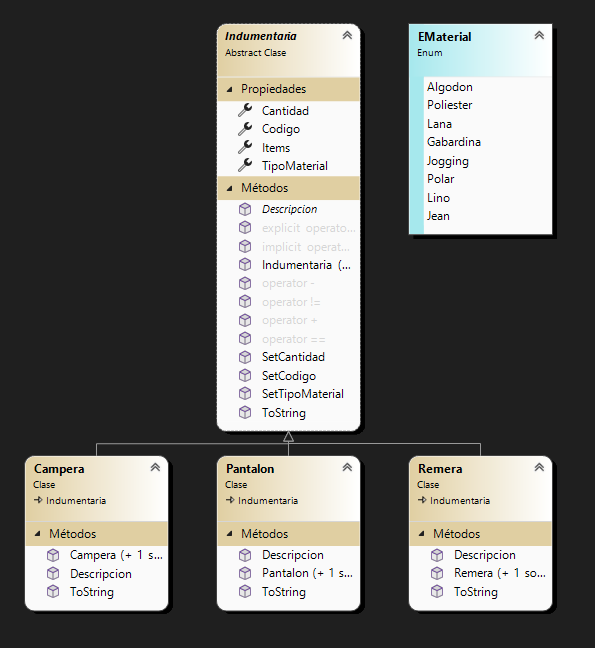 Indumentaria
Abstract Clase
Propiedades
Cantidad
Codigo
Items
TipoMaterial
Métodos
Descripcion
explicit operato...
implicit operat...
Indumentaria (...
operator -
operator !=
operator +
operator ==
SetCantidad
SetCodigo
SetTipoMaterial
ToString
EMaterial
Enum
Algodon
Poliester
Lana
Gabardina
Jogging
Polar
Lino
Jean
Campera
Clase
Indumentaria
Métodos
Campera (+ 1 s...
Descripcion
ToString
Pantalon
Clase
Indumentaria
Métodos
Descripcion
Pantalon (+ 1 s...
ToString
Remera
Clase
Indumentaria
Métodos
Descripcion
Remera (+ 1 so...
ToString